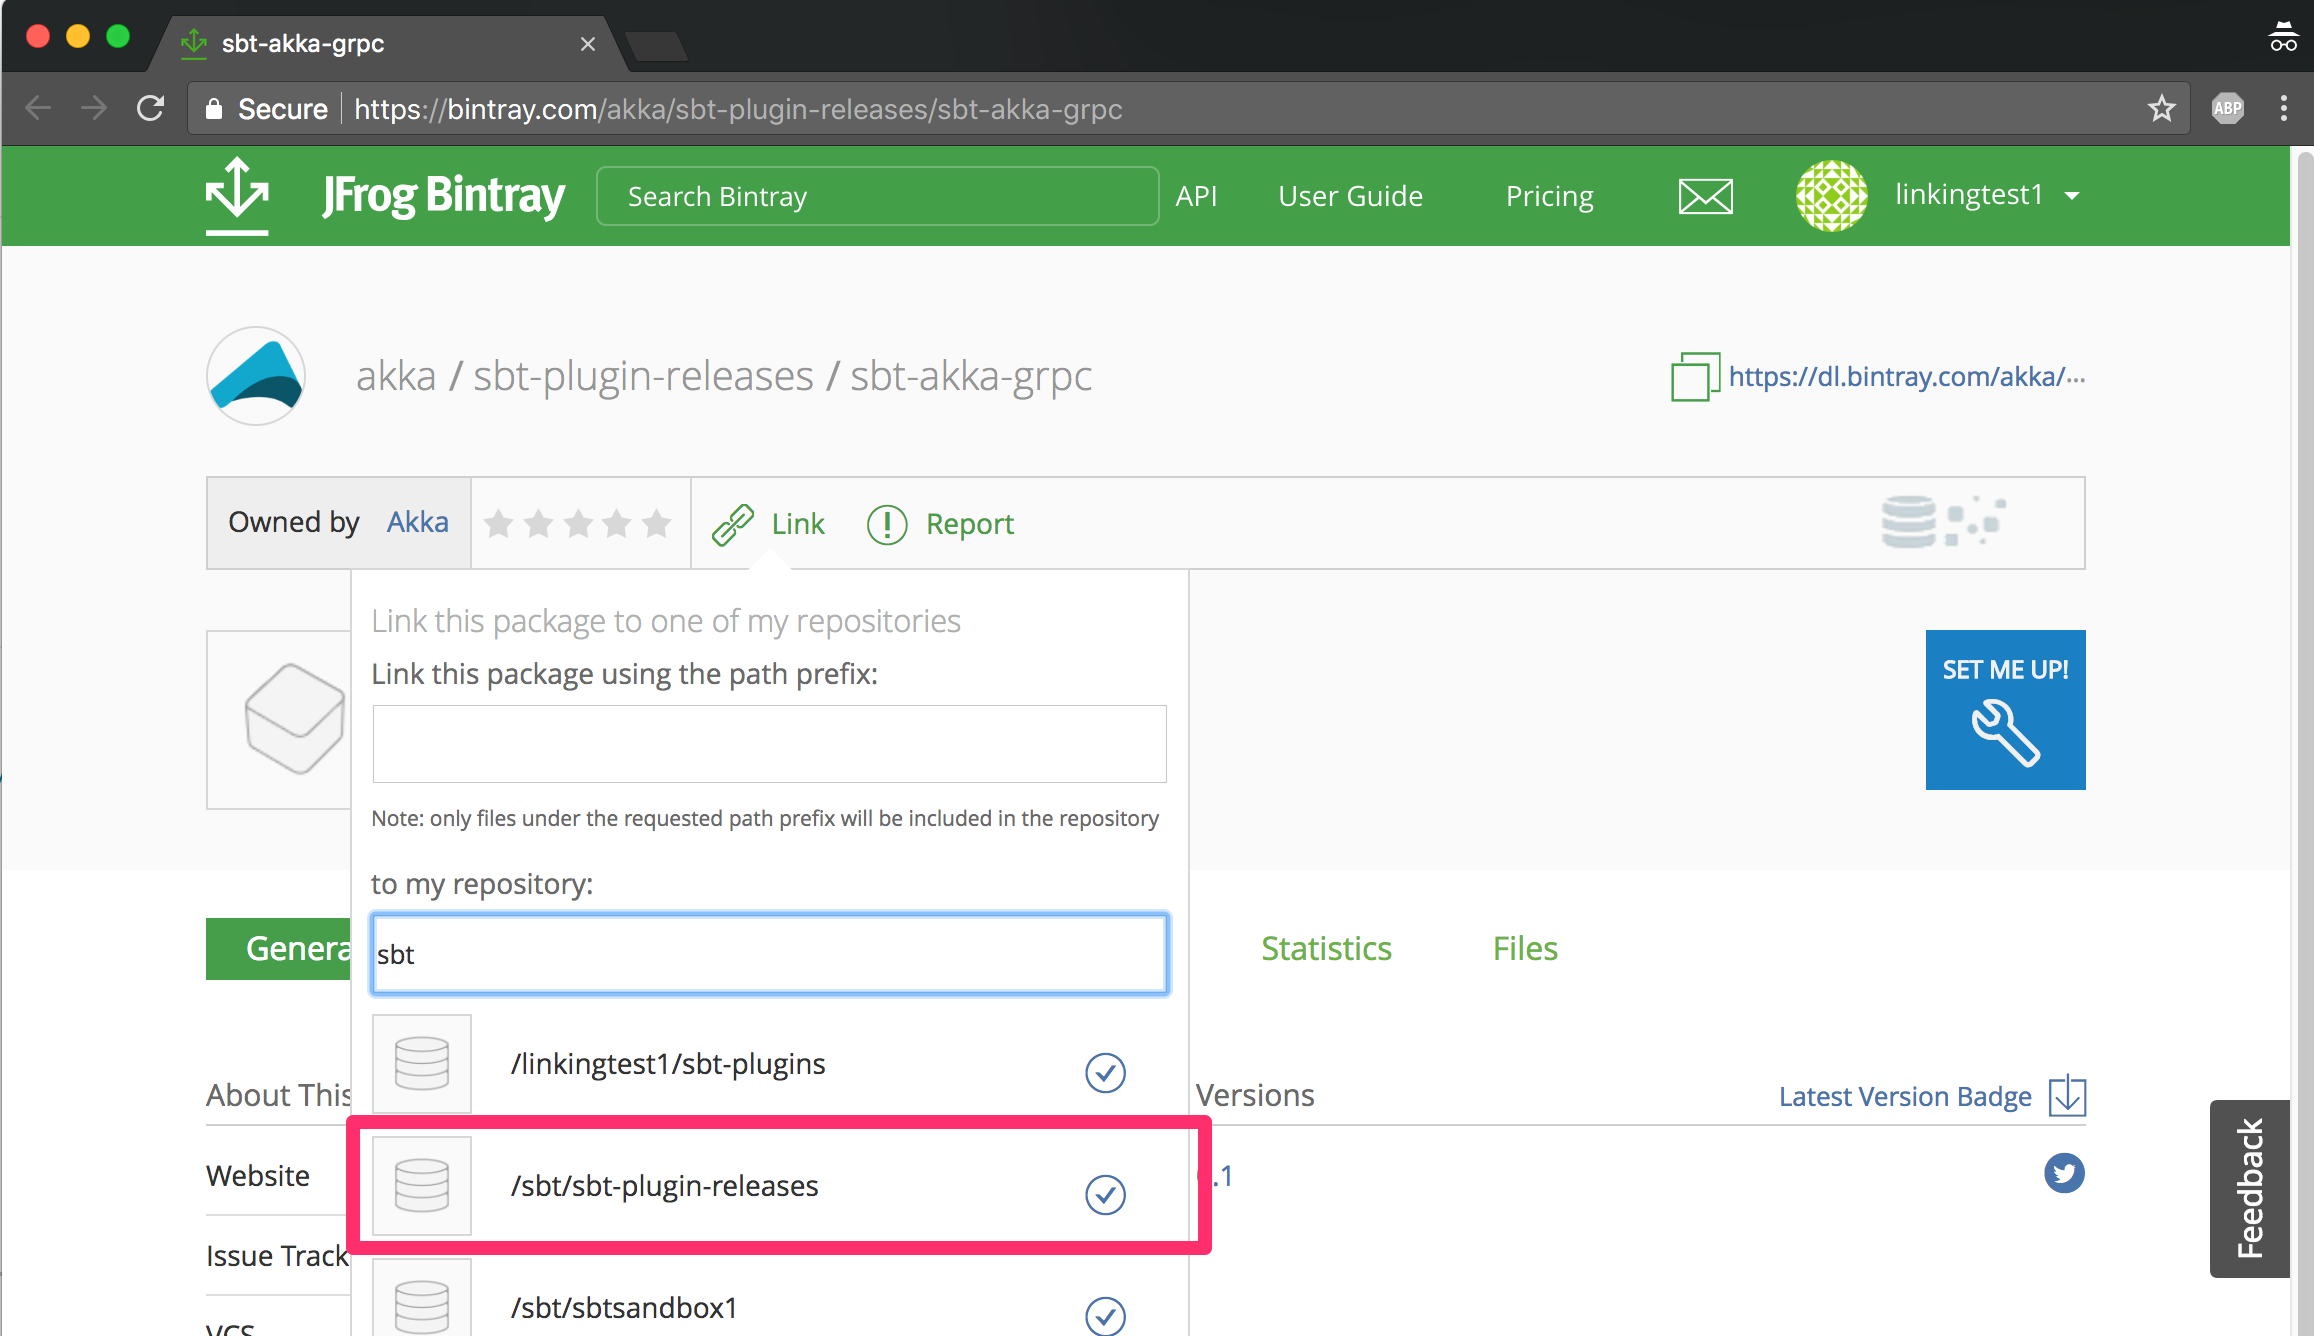 sbt-akka-grpc
Secure https://bintray.com/akka/sbt-plugin-releases/sbt-akka-grpc
ABP
JFrog Bintray Search Bintray API User Guide Pricing linkingtest1
akka / sbt-plugin-releases / sbt-akka-grpc https://dl.bintray.com/akka/...
Owned by Akka Link Report
Link this package to one of my repositories
Link this package using the path prefix:
SET ME UP!
Note: only files under the requested path prefix will be included in the repository
to my repository:
Genera Statistics Files
sbt
/linkingtest1/sbt-plugins
About This Versions Latest Version Badge
Website /sbt/sbt-plugin-releases .1
Feedback
Issue Track
/sbt/sbtsandbox1
VCS